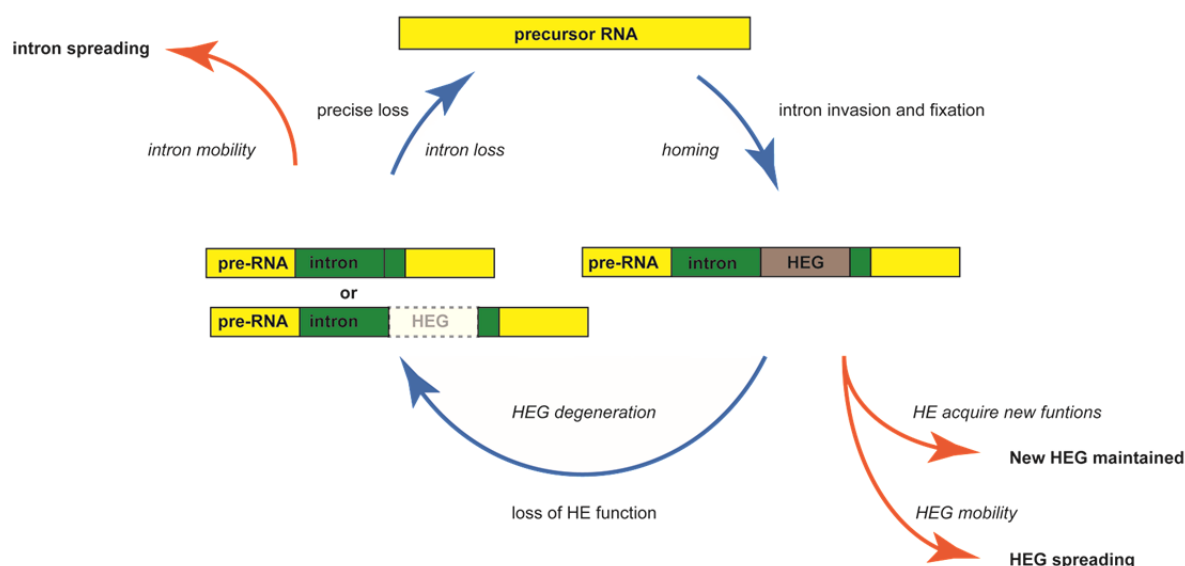 precursor RNA
intron spreading
precise loss
intron invasion and fixation
intron mobility
intron loss
homing
pre-RNA intron
pre-RNA intron HEG
or
pre-RNA intron HEG
HEG degeneration
HE acquire new funtions
New HEG maintained
loss of HE function
HEG mobility
HEG spreading